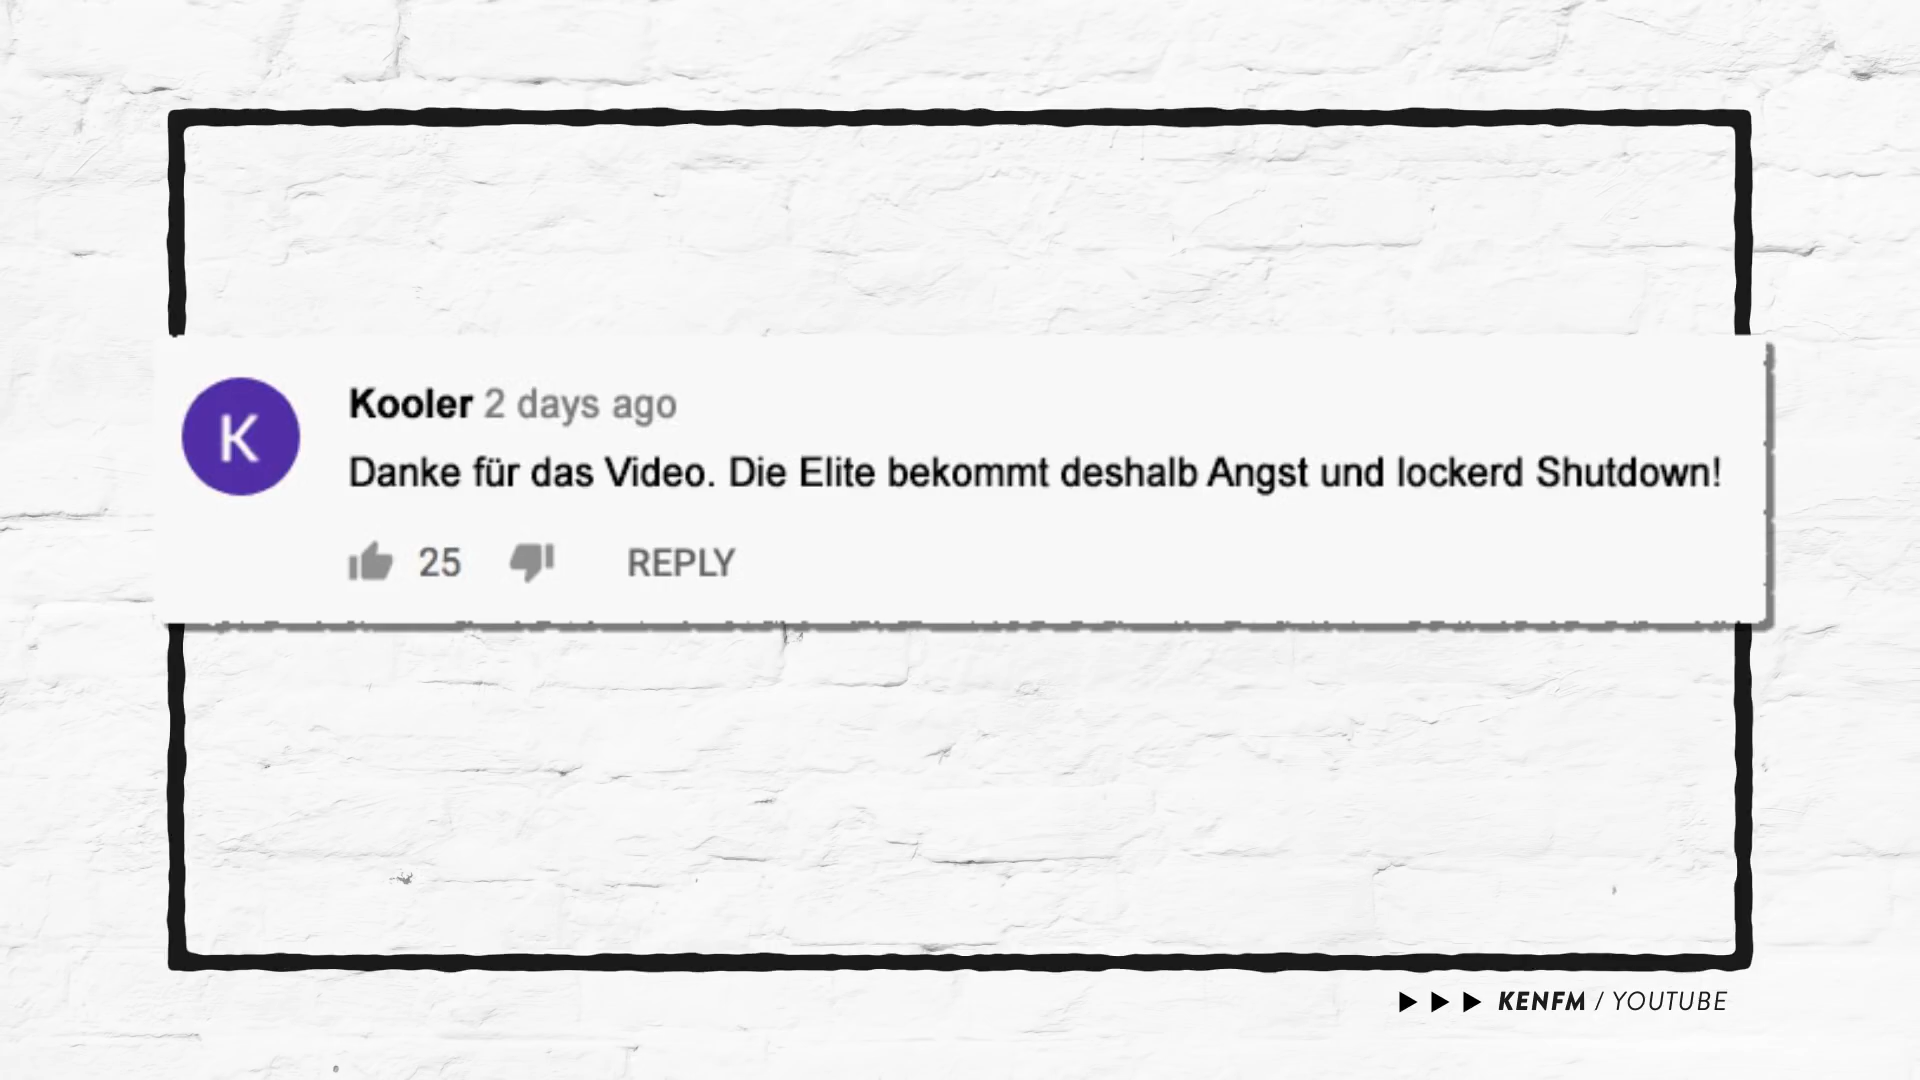 K
Kooler 2 days ago
Danke für das Video. Die Elite bekommt deshalb Angst und lockerd Shutdown!
25 REPLY
KENFM / YOUTUBE